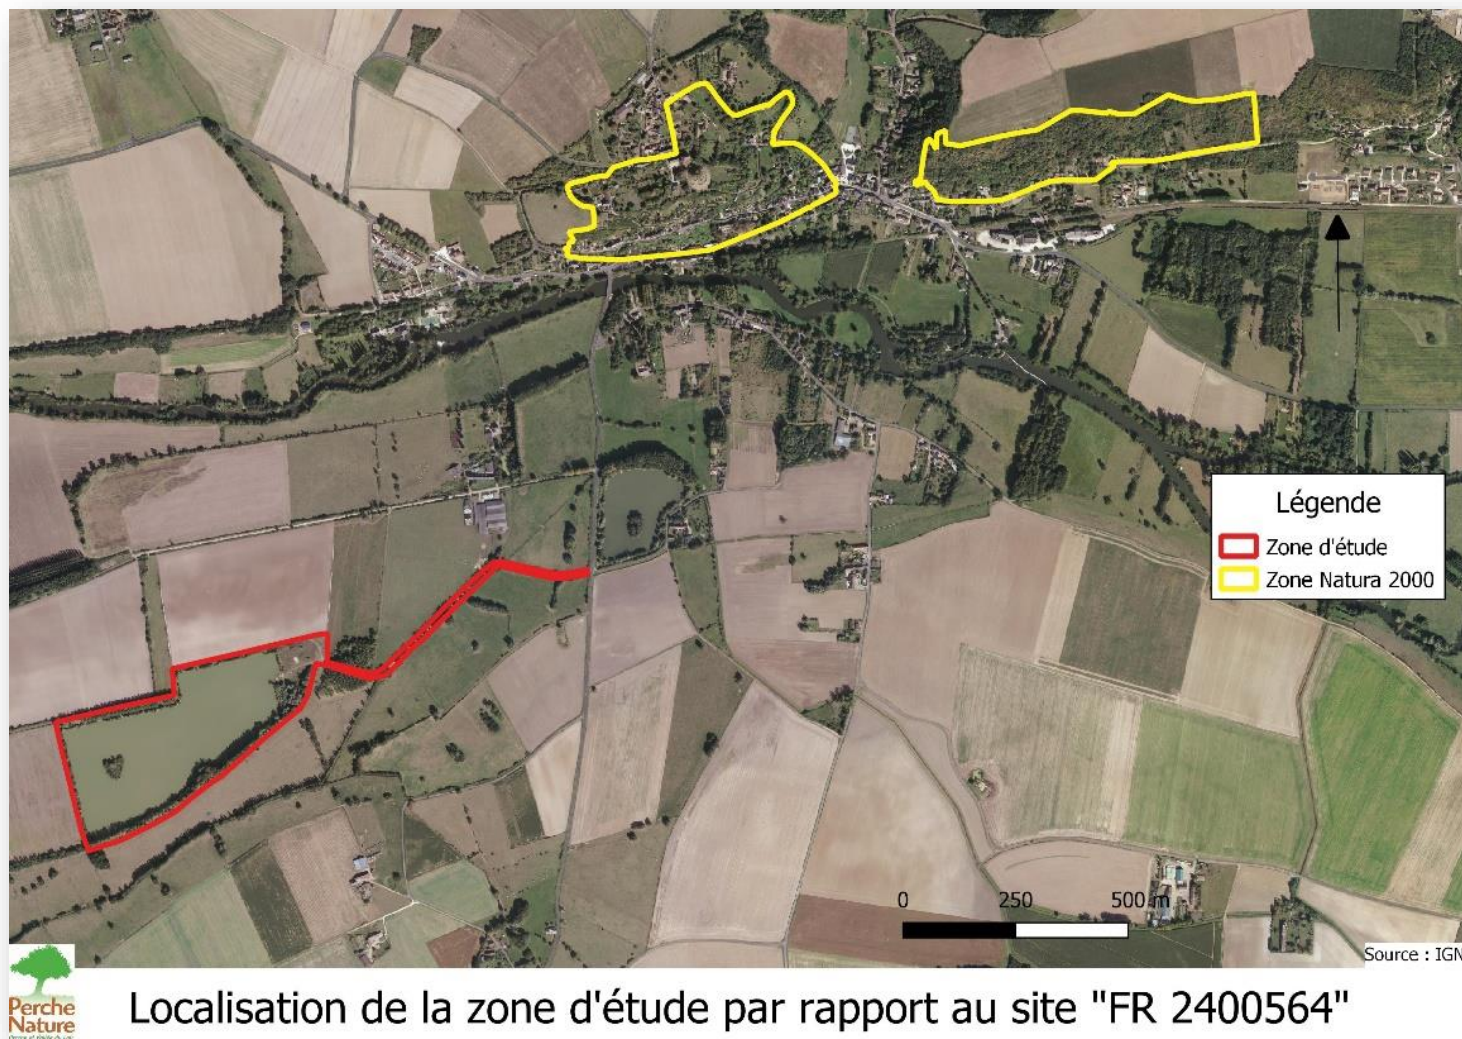 Légende
Zone d'étude
Zone Natura 2000
0 250 500 m
Source : IGN
Perche
Nature
Localisation de la zone d'étude par rapport au site "FR 2400564"